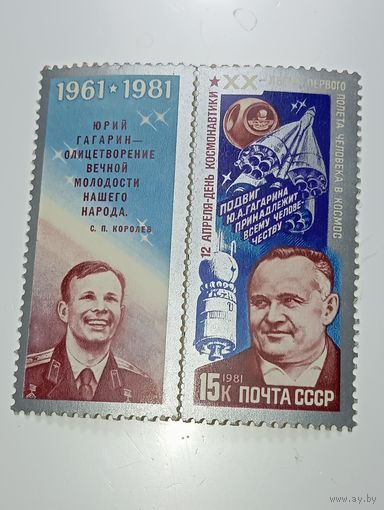 1961★1981
ЮРИЙ
ГАГАРИН—
ОЛИЦЕТВОРЕНИЕ
ВЕЧНОЙ
МОЛОДОСТИ
НАШЕГО
НАРОДА.
С. П. КОРОЛЕВ
12 АПРЕЛЯ-ДЕНЬ КОСМОНАВТИКИ
★XX-ЛЕТИЕ ПЕРВОГО
ПОЛЕТА ЧЕЛОВЕКА В КОСМОС
ПОДВИГ
Ю.А.ГАГАРИНА
ПРИНАДЛЕЖИТ
ВСЕМУ ЧЕЛОВЕ-
ЧЕСТВУ
1981
15К ПОЧТА СССР
www.ay.by